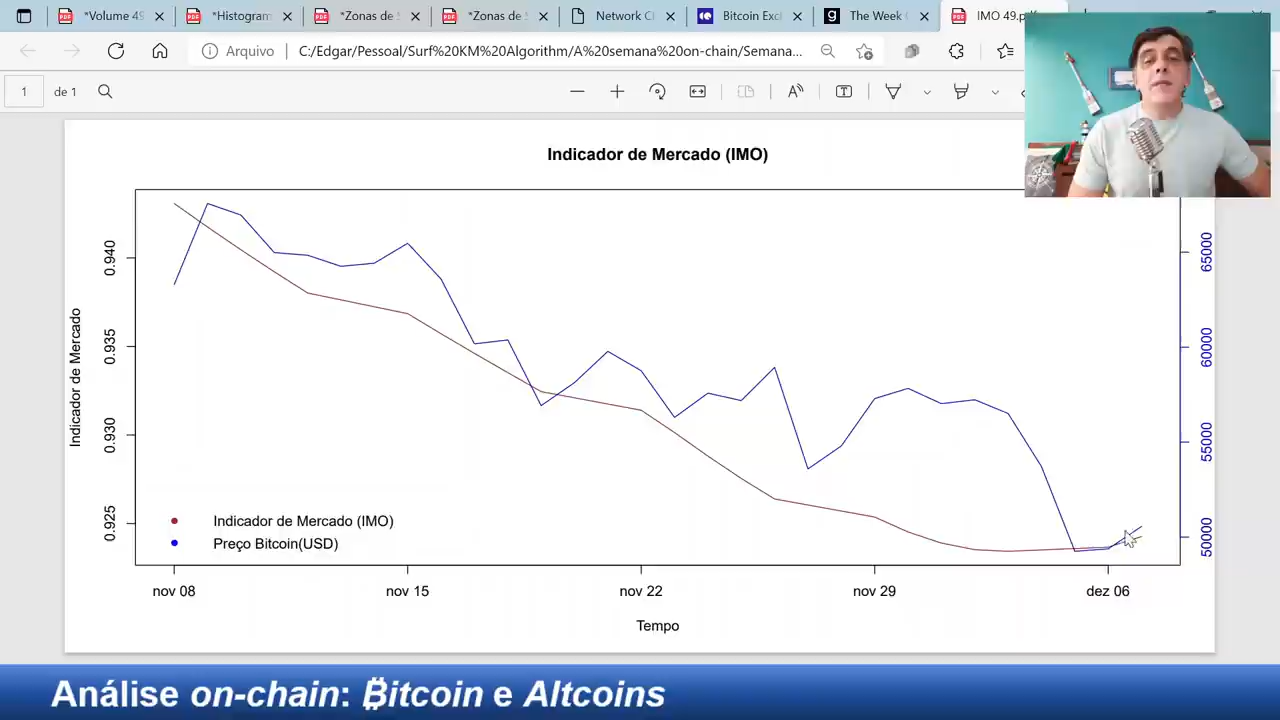 *Volume 49
*Histogram
*Zonas de S
*Zonas de S
Network C
Bitcoin Exc
The Week O
IMO 49.p
Arquivo
C:/Edgar/Pessoal/Surf%20KM%20Algorithm/A%20semana%20on-chain/Semana...
1
de 1
Indicador de Mercado (IMO)
Indicador de Mercado
0.940
0.935
0.930
0.925
65000
60000
55000
50000
Indicador de Mercado (IMO)
Preço Bitcoin(USD)
nov 08
nov 15
nov 22
nov 29
dez 06
Tempo
Análise on-chain: ₿itcoin e Altcoins